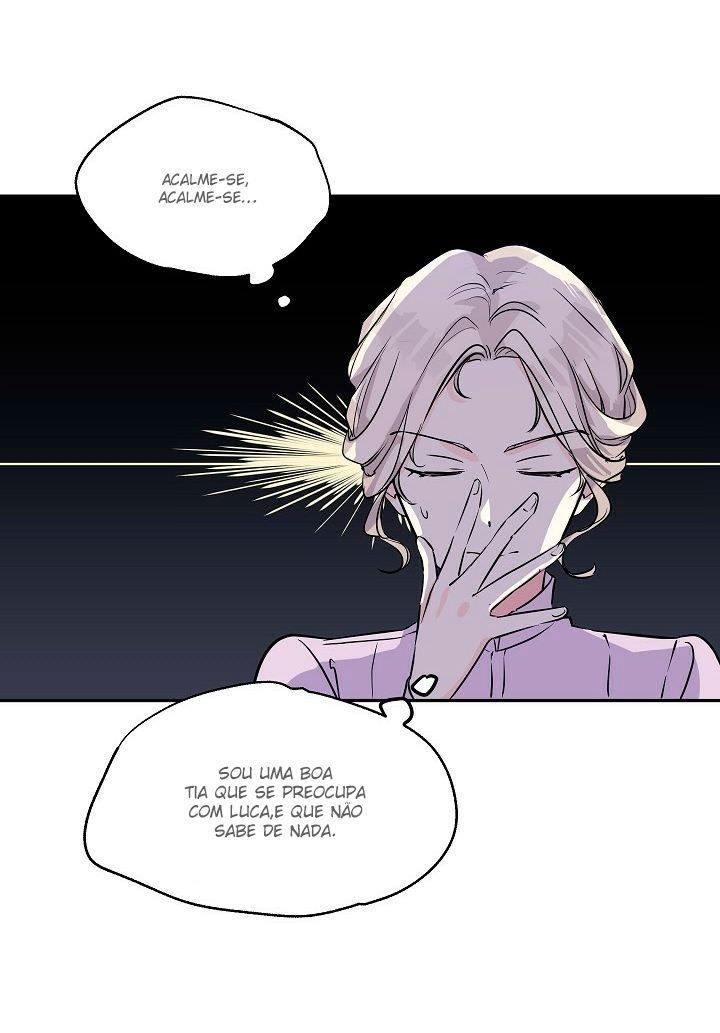 ACALME-SE,
ACALME-SE...
SOU UMA BOA
TIA QUE SE PREOCUPA
COM LUCA,E QUE NÃO
SABE DE NADA.